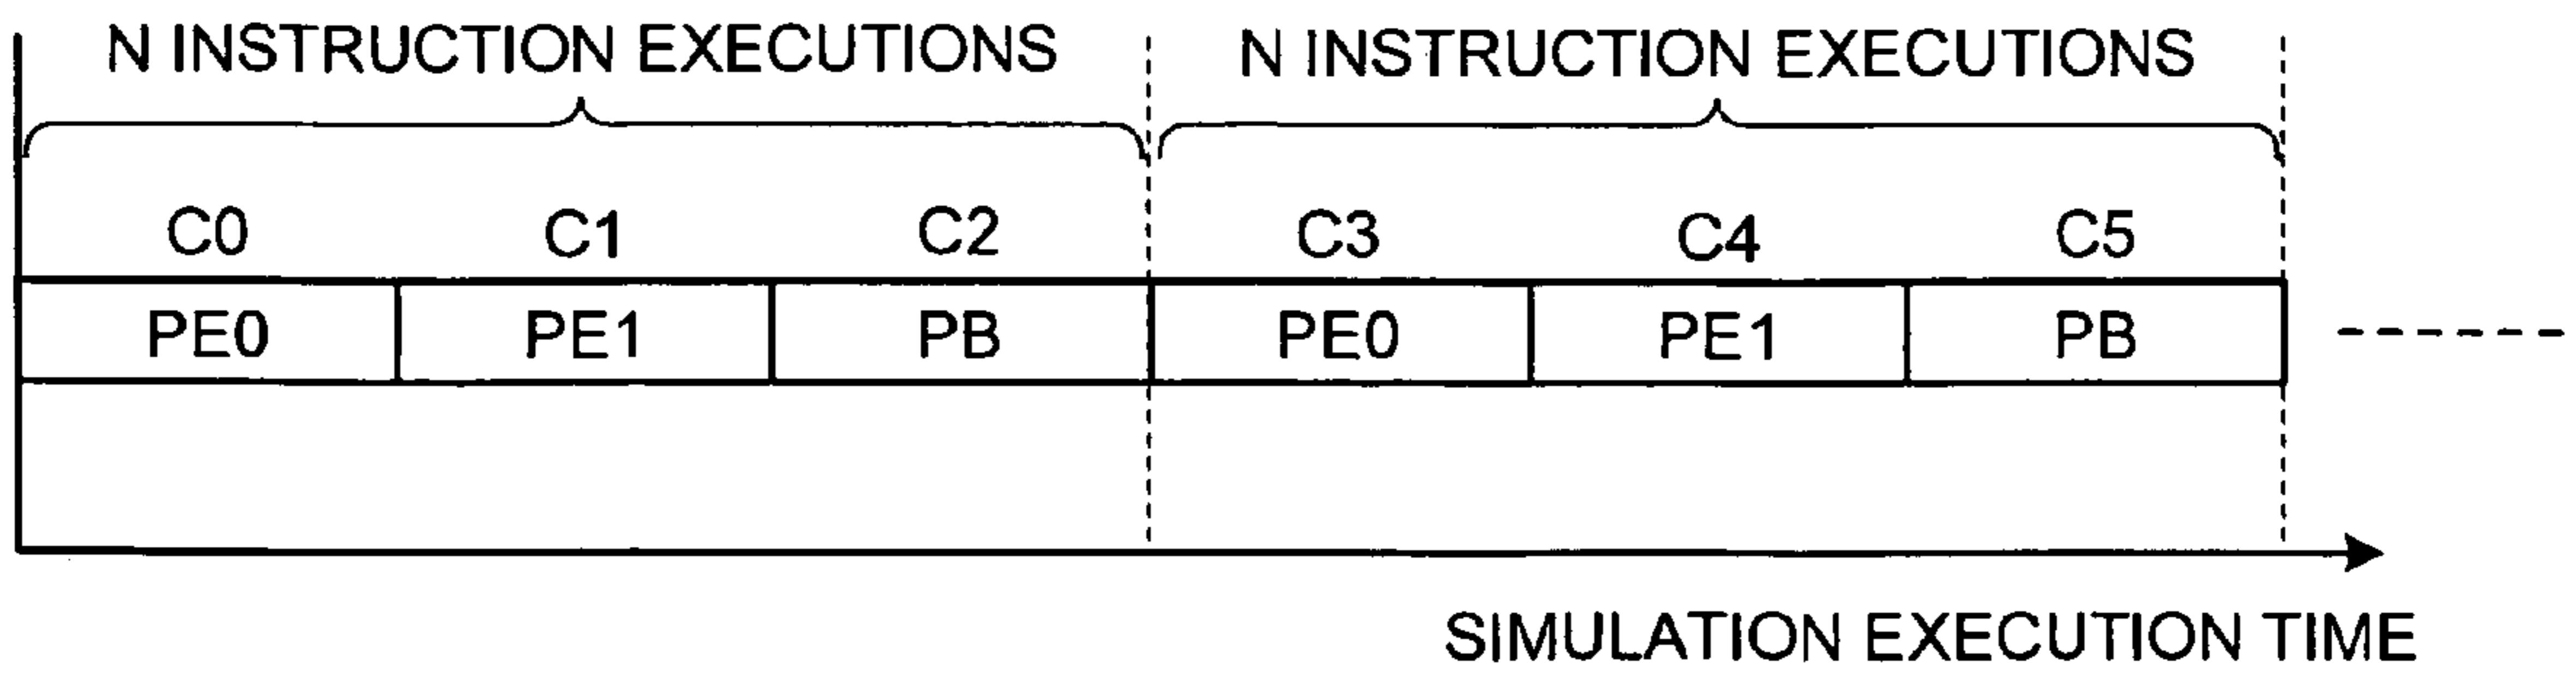 N INSTRUCTION EXECUTIONS N INSTRUCTION EXECUTIONS
C0 C1 C2 C3 C4 C5
PE0 PE1 PB PE0 PE1 PB
SIMULATION EXECUTION TIME